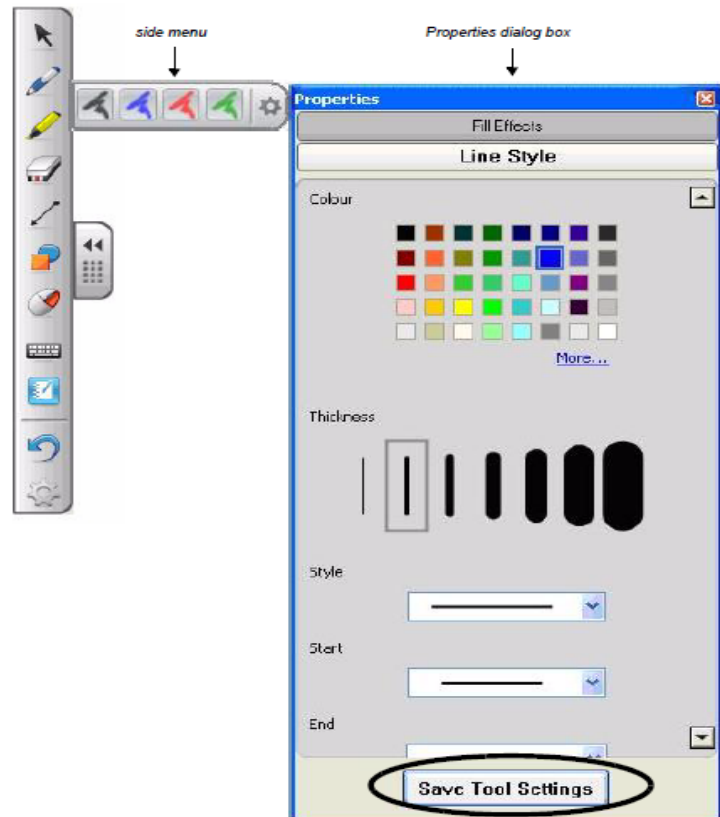 side menu
Properties dialog box
Properties
Fill Effects
Line Style
Colour
More...
Thickness
Style
Start
End
Save Tool Settings